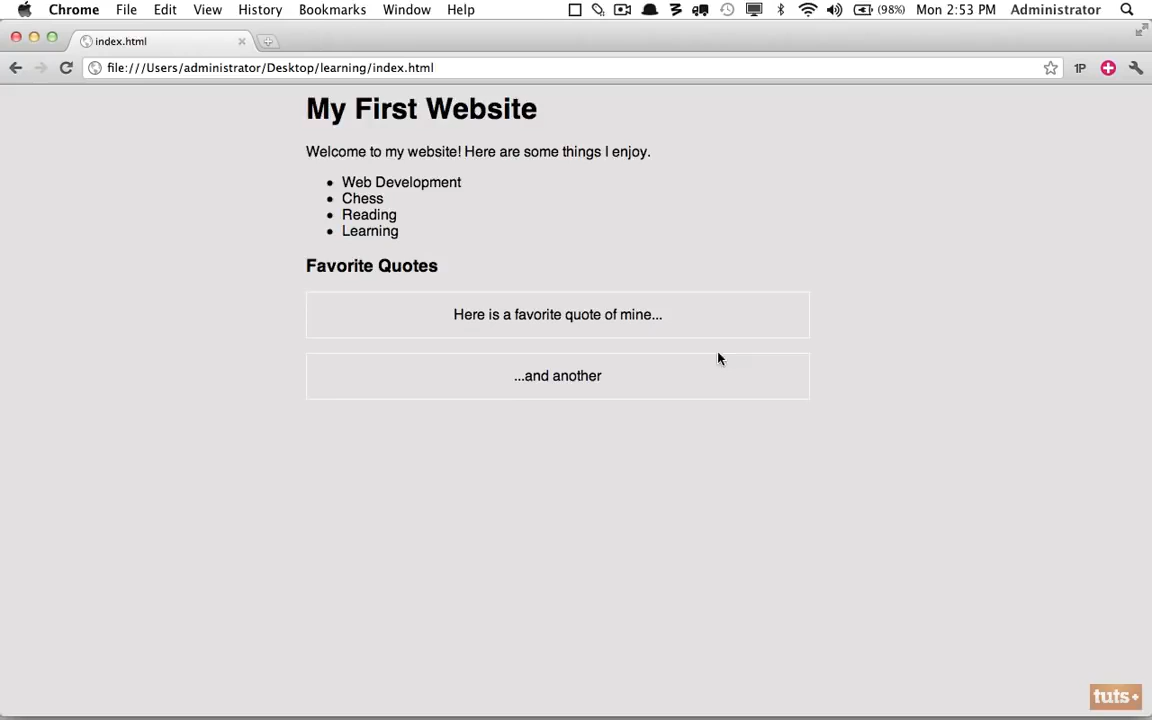 Chrome File Edit View History Bookmarks Window Help (98%) Mon 2:53 PM Administrator
index.html
file:///Users/administrator/Desktop/learning/index.html 1P
My First Website
Welcome to my website! Here are some things I enjoy.
• Web Development
• Chess
• Reading
• Learning
Favorite Quotes
Here is a favorite quote of mine...
...and another
tuts+